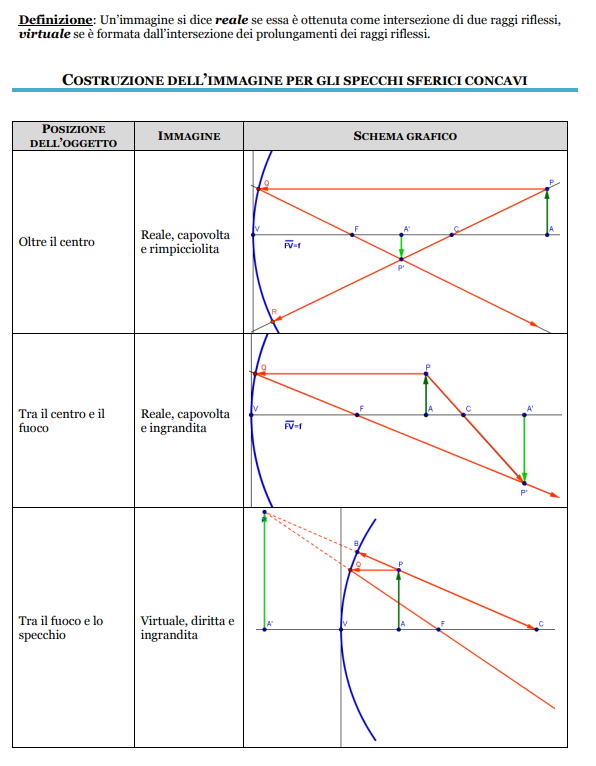 Definizione: Un'immagine si dice reale se essa è ottenuta come intersezione di due raggi riflessi,
virtuale se è formata dall'intersezione dei prolungamenti dei raggi riflessi.
COSTRUZIONE DELL'IMMAGINE PER GLI SPECCHI SFERICI CONCAVI
POSIZIONE
DELL'OGGETTO
IMMAGINE
SCHEMA GRAFICO
Oltre il centro
Reale, capovolta
e rimpicciolita
Q
P
V
F
A'
C
A
FV=f
P'
R
Tra il centro e il
fuoco
Reale, capovolta
e ingrandita
Q
P
V
F
A
C
A'
FV=f
P'
Tra il fuoco e lo
specchio
Virtuale, diritta e
ingrandita
B
Q
P
A'
V
A
F
C